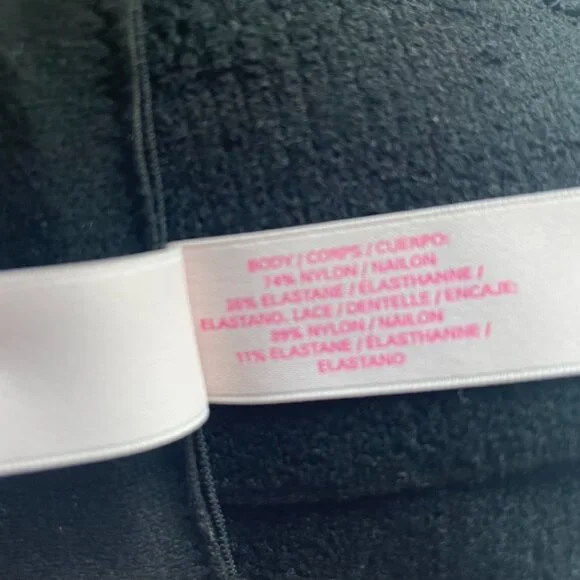 BODY / CORPS / CUERPO:
74% NYLON / NAILON
26% ELASTANE / ÉLASTHANNE /
ELASTANO, LACE / DENTELLE / ENCAJE:
89% NYLON / NAILON
11% ELASTANE / ÉLASTHANNE /
ELASTANO